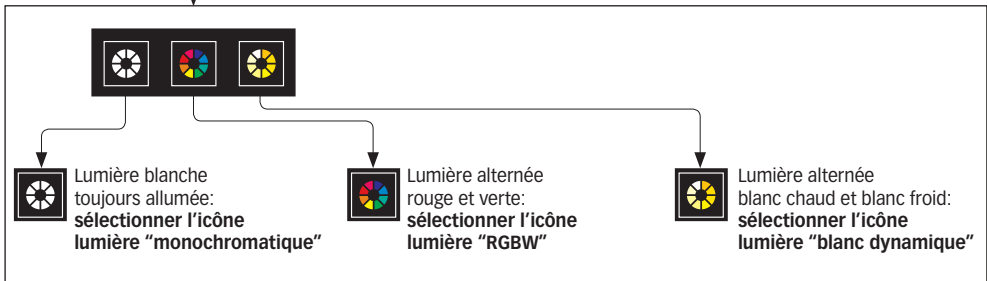 Lumière blanche
toujours allumée:
sélectionner l'icône
lumière “monochromatique”
Lumière alternée
rouge et verte:
sélectionner l'icône
lumière “RGBW”
Lumière alternée
blanc chaud et blanc froid:
sélectionner l'icône
lumière “blanc dynamique”